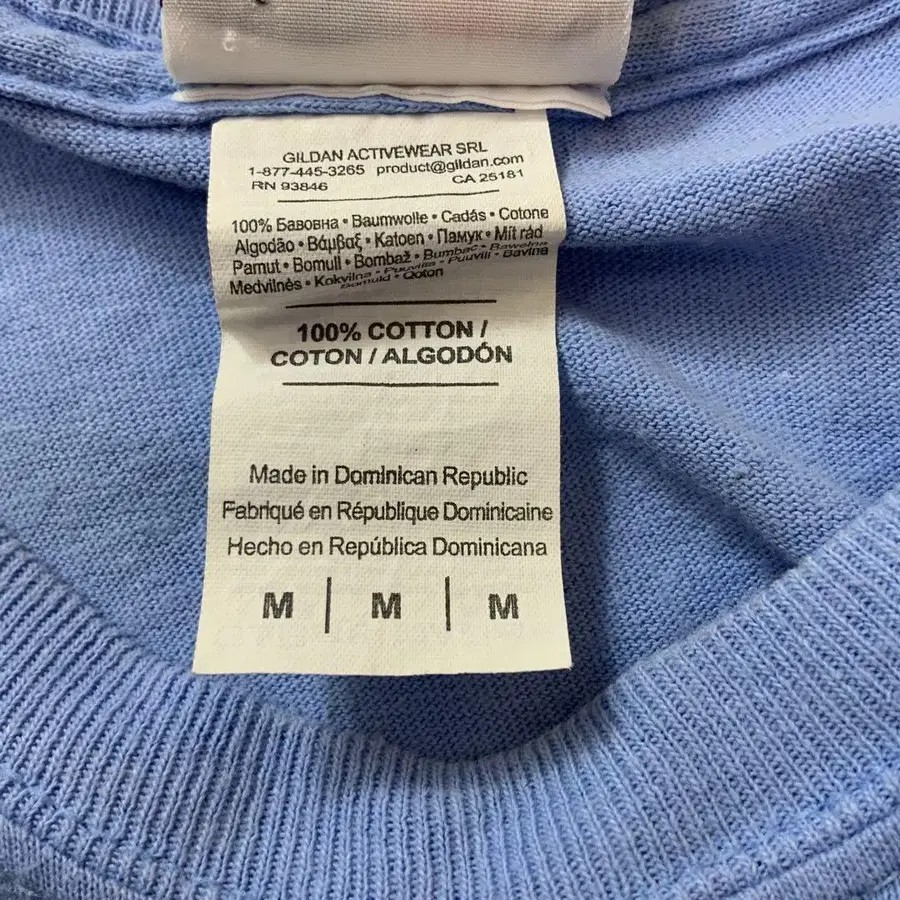 GILDAN ACTIVEWEAR SRL
1-877-445-3265 product@gildan.com
RN 93846 CA 25181
100% Бавовна • Baumwolle • Cadás • Cotone
Algodão • Βάμβαξ • Katoen • Памук • Mít rád
Pamut • Bomull • Bombaž • Bumbac • Bawełna
Medvilnės • Kokvilna • Puuvilla • Puuvill • Bavlna
Bomuld • Qoton
100% COTTON /
COTON / ALGODÓN
Made in Dominican Republic
Fabriqué en République Dominicaine
Hecho en República Dominicana
M | M | M